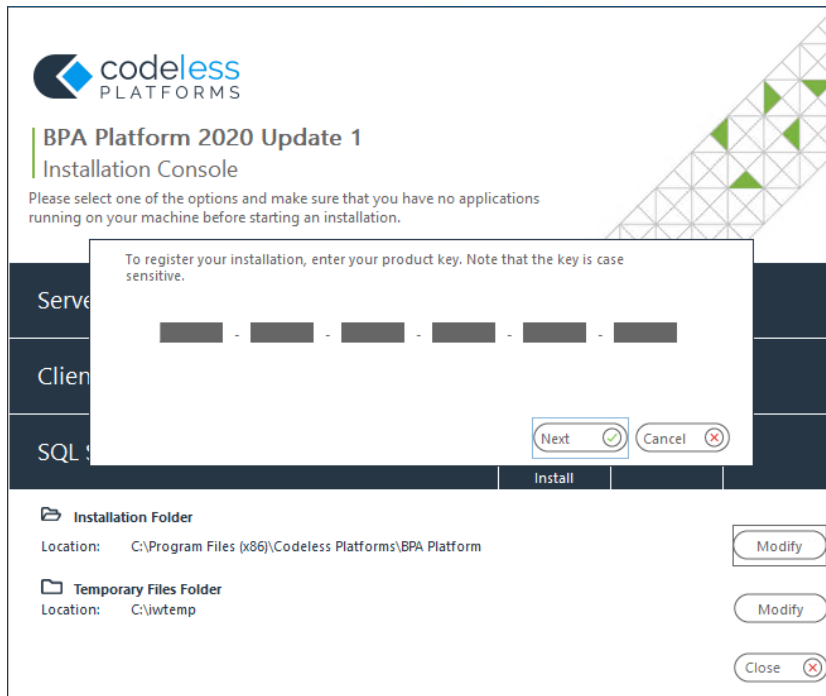 codeless
PLATFORMS
BPA Platform 2020 Update 1
Installation Console
Please select one of the options and make sure that you have no applications
running on your machine before starting an installation.
To register your installation, enter your product key. Note that the key is case
sensitive.
Serve
- - - - -
Clien
Next Cancel
SQL S
Install
Installation Folder
Location: C:\Program Files (x86)\Codeless Platforms\BPA Platform Modify
Temporary Files Folder
Location: C:\iwtemp Modify
Close